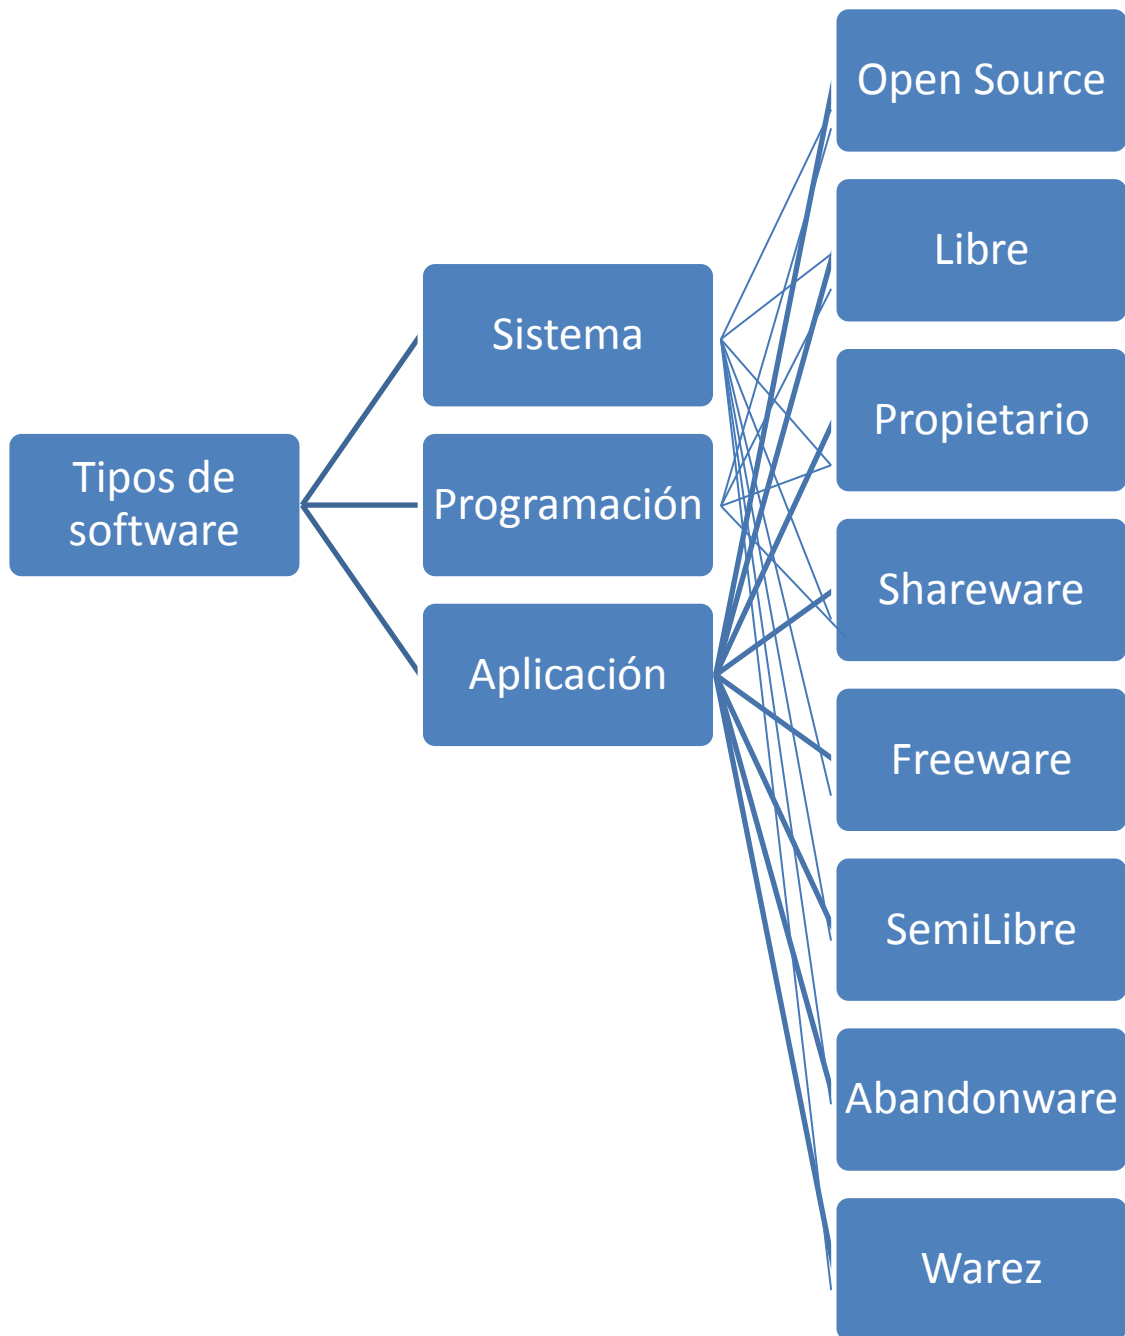 Tipos de
software
Sistema
Programación
Aplicación
Open Source
Libre
Propietario
Shareware
Freeware
SemiLibre
Abandonware
Warez